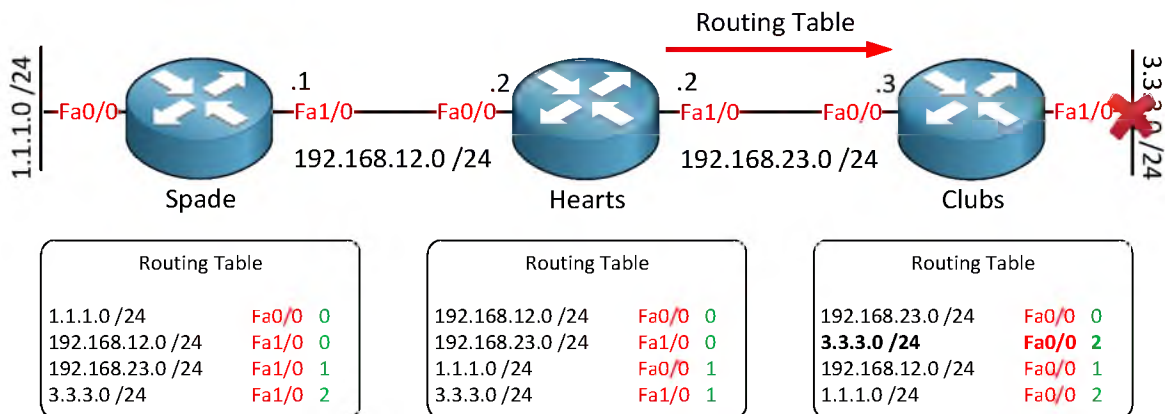 Routing Table
1.1.1.0 /24
Fa0/0
.1
Fa1/0
192.168.12.0 /24
.2
Fa0/0
.2
Fa1/0
192.168.23.0 /24
.3
Fa0/0
Fa1/0
3.3.3.0 /24
Spade
Hearts
Clubs
Routing Table
1.1.1.0 /24 Fa0/0 0
192.168.12.0 /24 Fa1/0 0
192.168.23.0 /24 Fa1/0 1
3.3.3.0 /24 Fa1/0 2
Routing Table
192.168.12.0 /24 Fa0/0 0
192.168.12.0 /24 Fa1/0 0
1.1.1.0 /24 Fa0/0 1
3.3.3.0 /24 Fa1/0 1
Routing Table
192.168.23.0 /24 Fa0/0 0
3.3.3.0 /24 Fa0/0 2
192.168.12.0 /24 Fa0/0 1
1.1.1.0 /24 Fa0/0 2